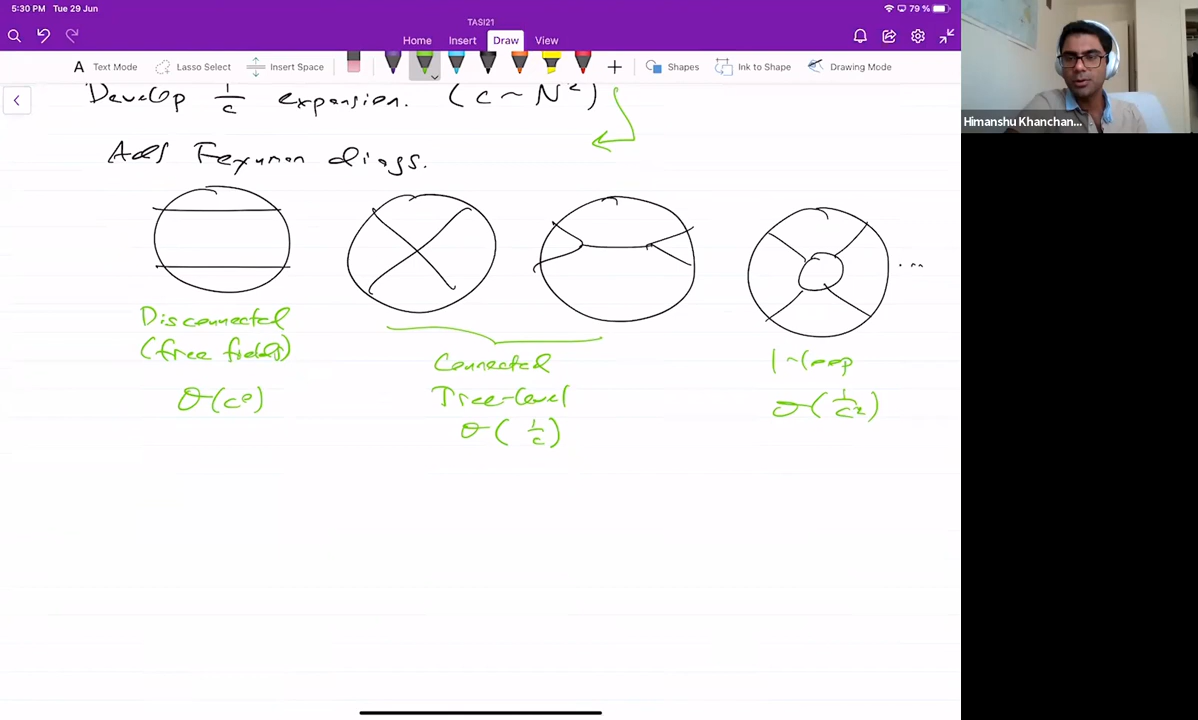 5:30 PM Tue 29 Jun
79 %
TASI21
Home Insert Draw View
Text Mode Lasso Select Insert Space Shapes Ink to Shape Drawing Mode
Himanshu Khanchan...
Develop 1/c expansion. (c ~ N²)
AdS Feynman diags.
...
Disconnected
(free fields)
O(c⁰)
Connected
Tree-level
O(1/c)
1-loop
O(1/c²)